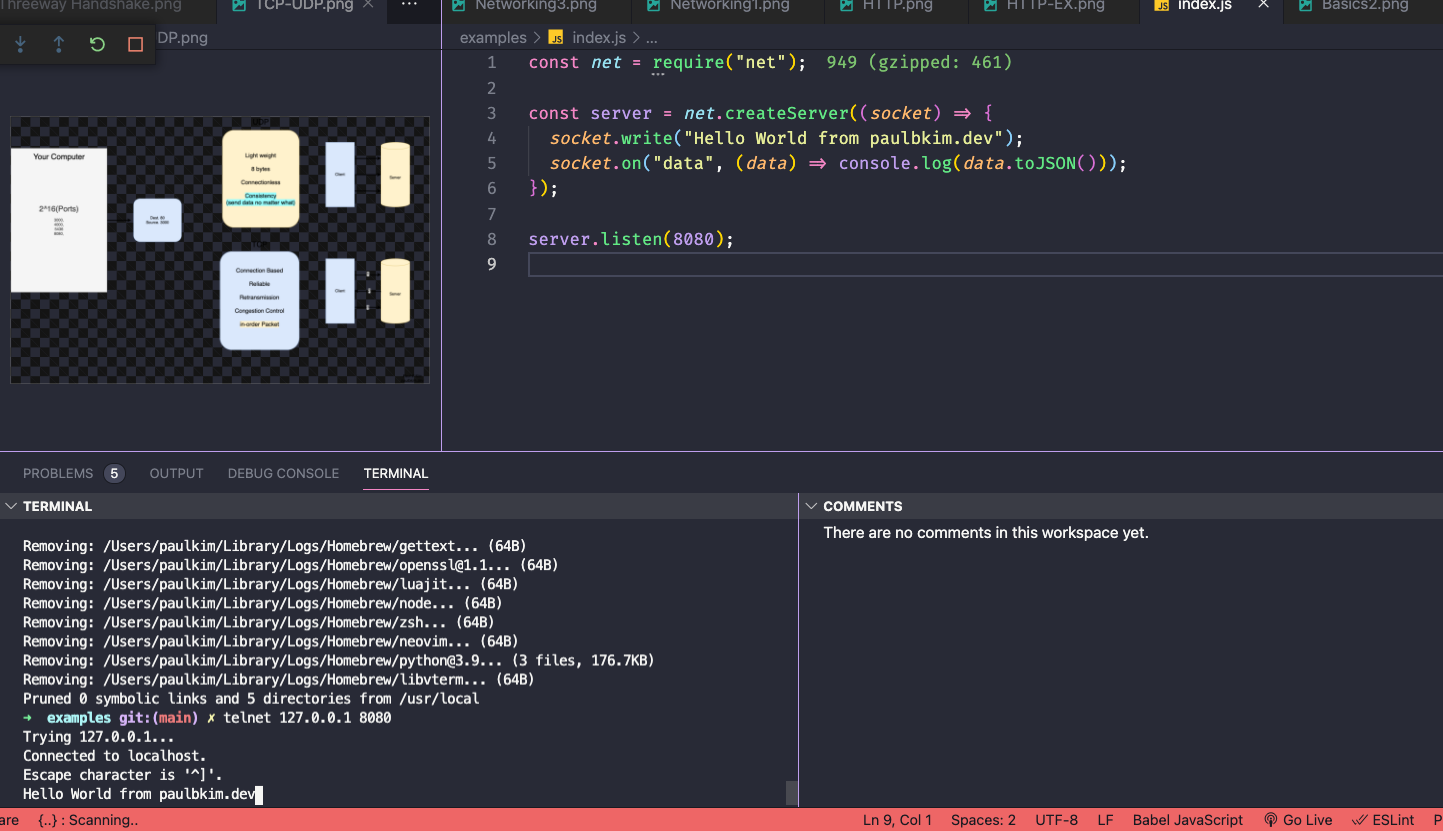 Threeway Handshake.png
TCP-UDP.png
Networking3.png
Networking1.png
HTTP.png
HTTP-EX.png
index.js
Basics2.png
DP.png
examples > index.js > ...
1 const net = require("net"); 949 (gzipped: 461)
2
3 const server = net.createServer((socket) => {
4 socket.write("Hello World from paulbkim.dev");
5 socket.on("data", (data) => console.log(data.toJSON()));
6 });
7
8 server.listen(8080);
9
Your Computer
2^16(Ports)
Dest: 80
Source: 8080
Light weight
8 bytes
Connectionless
Consistency
(send data no matter what)
Client
Server
Connection Based
Reliable
Retransmission
Congestion Control
in-order Packet
Client
Server
PROBLEMS 5 OUTPUT DEBUG CONSOLE TERMINAL
TERMINAL
Removing: /Users/paulkim/Library/Logs/Homebrew/gettext... (64B)
Removing: /Users/paulkim/Library/Logs/Homebrew/openssl@1.1... (64B)
Removing: /Users/paulkim/Library/Logs/Homebrew/luajit... (64B)
Removing: /Users/paulkim/Library/Logs/Homebrew/node... (64B)
Removing: /Users/paulkim/Library/Logs/Homebrew/zsh... (64B)
Removing: /Users/paulkim/Library/Logs/Homebrew/neovim... (64B)
Removing: /Users/paulkim/Library/Logs/Homebrew/python@3.9... (3 files, 176.7KB)
Removing: /Users/paulkim/Library/Logs/Homebrew/libvterm... (64B)
Pruned 0 symbolic links and 5 directories from /usr/local
➜ examples git:(main) ✗ telnet 127.0.0.1 8080
Trying 127.0.0.1...
Connected to localhost.
Escape character is '^]'.
Hello World from paulbkim.dev
COMMENTS
There are no comments in this workspace yet.
are {..} : Scanning.. Ln 9, Col 1 Spaces: 2 UTF-8 LF Babel JavaScript Go Live ESLint P